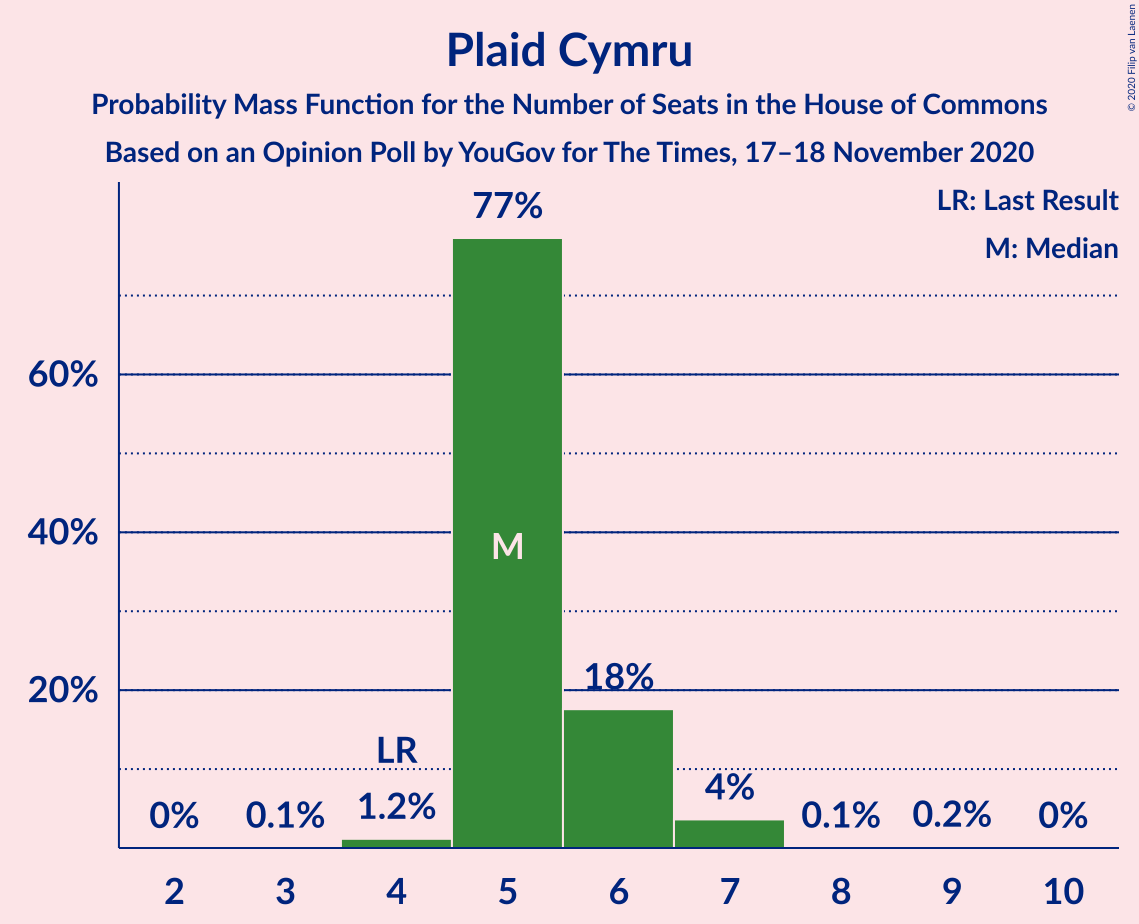 Plaid Cymru
Probability Mass Function for the Number of Seats in the House of Commons
Based on an Opinion Poll by YouGov for The Times, 17–18 November 2020
© 2020 Filip van Laenen
LR: Last Result
M: Median
77%
60%
40%
M
18%
20%
LR
4%
0%
0.1%
1.2%
0.1%
0.2%
0%
2 3 4 5 6 7 8 9 10